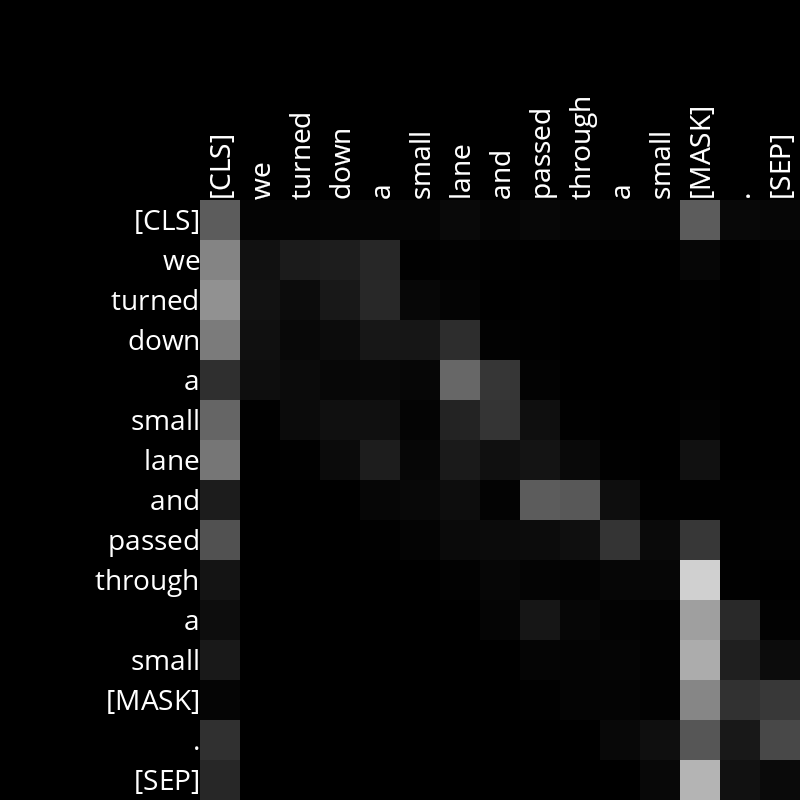 [CLS] we turned down a small lane and passed through a small [MASK] . [SEP]
[CLS]
we
turned
down
a
small
lane
and
passed
through
a
small
[MASK]
.
[SEP]